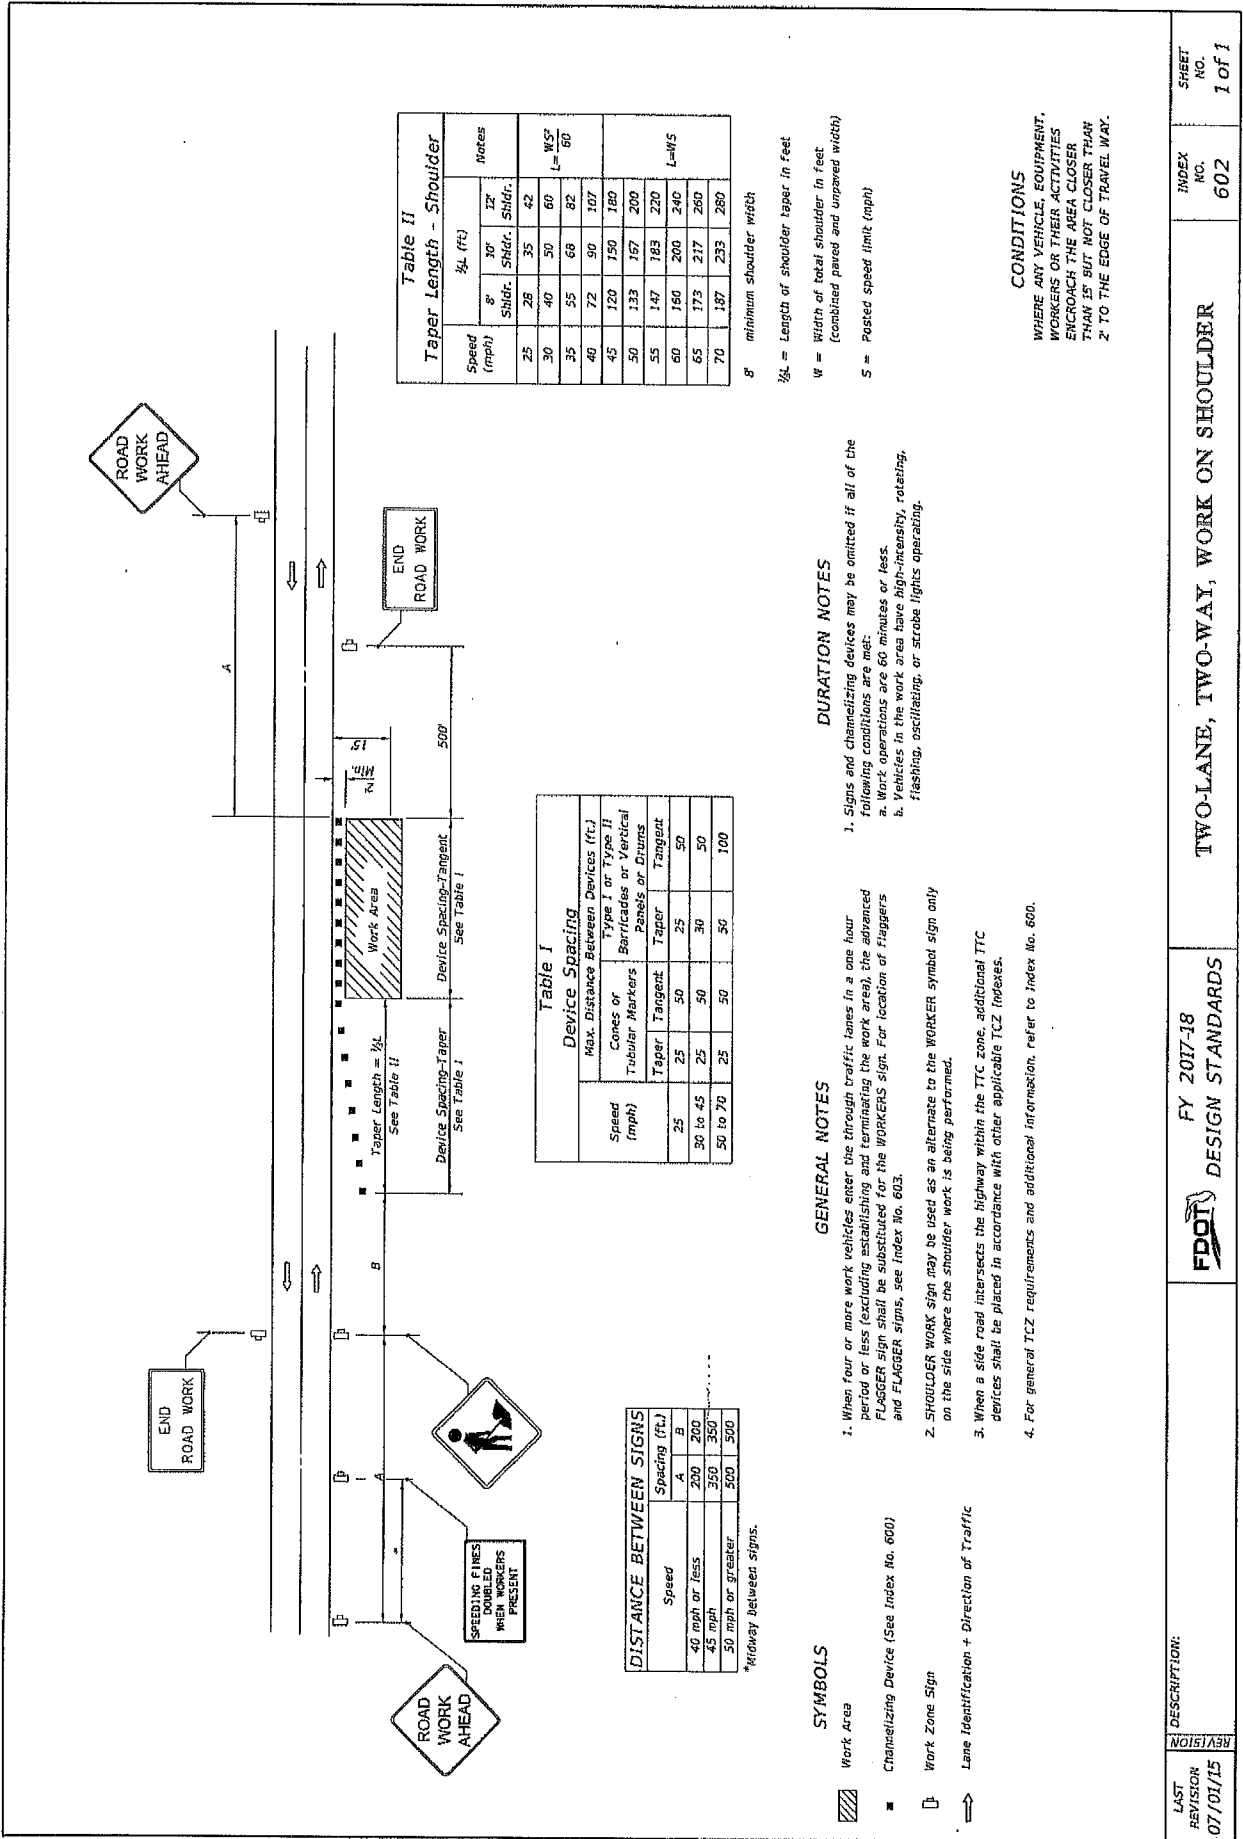 END
ROAD WORK
ROAD
WORK
AHEAD
A
15'
2'
Min.
Work Area
500'
END
ROAD WORK
Taper Length = ⅓L
See Table II
Device Spacing-Taper
See Table I
Device Spacing-Tangent
See Table I
B
A
*
ROAD
WORK
AHEAD
SPEEDING FINES
DOUBLED
WHEN WORKERS
PRESENT
DISTANCE BETWEEN SIGNS
Speed Spacing (ft.)
A B
40 mph or less 200 200
45 mph 350 350
50 mph or greater 500 500
*Midway between signs.
Table I
Device Spacing
Speed (mph)
Max. Distance Between Devices (ft.)
Cones or Tubular Markers
Type I or Type II Barricades or Vertical Panels or Drums
Taper Tangent Taper Tangent
25 25 50 25 50
30 to 45 25 50 30 50
50 to 70 25 50 50 100
Table II
Taper Length - Shoulder
Speed (mph)
⅓L (ft)
Notes
8' Shldr. 10' Shldr. 12' Shldr.
25 28 35 42
30 40 50 60
35 55 68 82
40 72 90 107
L= WS²/60
45 120 150 180
50 133 167 200
55 147 183 220
60 160 200 240
65 173 217 260
70 187 233 280
L=WS
8' minimum shoulder width
⅓L = Length of shoulder taper in feet
W = Width of total shoulder in feet
(combined paved and unpaved width)
S = Posted speed limit (mph)
SYMBOLS
Work Area
Channelizing Device (See Index No. 600)
Work Zone Sign
Lane Identification + Direction of Traffic
GENERAL NOTES
1. When four or more work vehicles enter the through traffic lanes in a one hour
period or less (excluding establishing and terminating the work area), the advanced
FLAGGER sign shall be substituted for the WORKERS sign. For location of flaggers
and FLAGGER signs, see Index No. 603.
2. SHOULDER WORK sign may be used as an alternate to the WORKER symbol sign only
on the side where the shoulder work is being performed.
3. When a side road intersects the highway within the TTC zone, additional TTC
devices shall be placed in accordance with other applicable TCZ Indexes.
4. For general TCZ requirements and additional information, refer to Index No. 600.
DURATION NOTES
1. Signs and channelizing devices may be omitted if all of the
following conditions are met:
a. Work operations are 60 minutes or less.
b. Vehicles in the work area have high-intensity, rotating,
flashing, oscillating, or strobe lights operating.
CONDITIONS
WHERE ANY VEHICLE, EQUIPMENT,
WORKERS OR THEIR ACTIVITIES
ENCROACH THE AREA CLOSER
THAN 15' BUT NOT CLOSER THAN
2' TO THE EDGE OF TRAVEL WAY.
LAST
REVISION
07/01/15
REVISION
DESCRIPTION:
FDOT
FY 2017-18
DESIGN STANDARDS
TWO-LANE, TWO-WAY, WORK ON SHOULDER
INDEX
NO.
602
SHEET
NO.
1 of 1